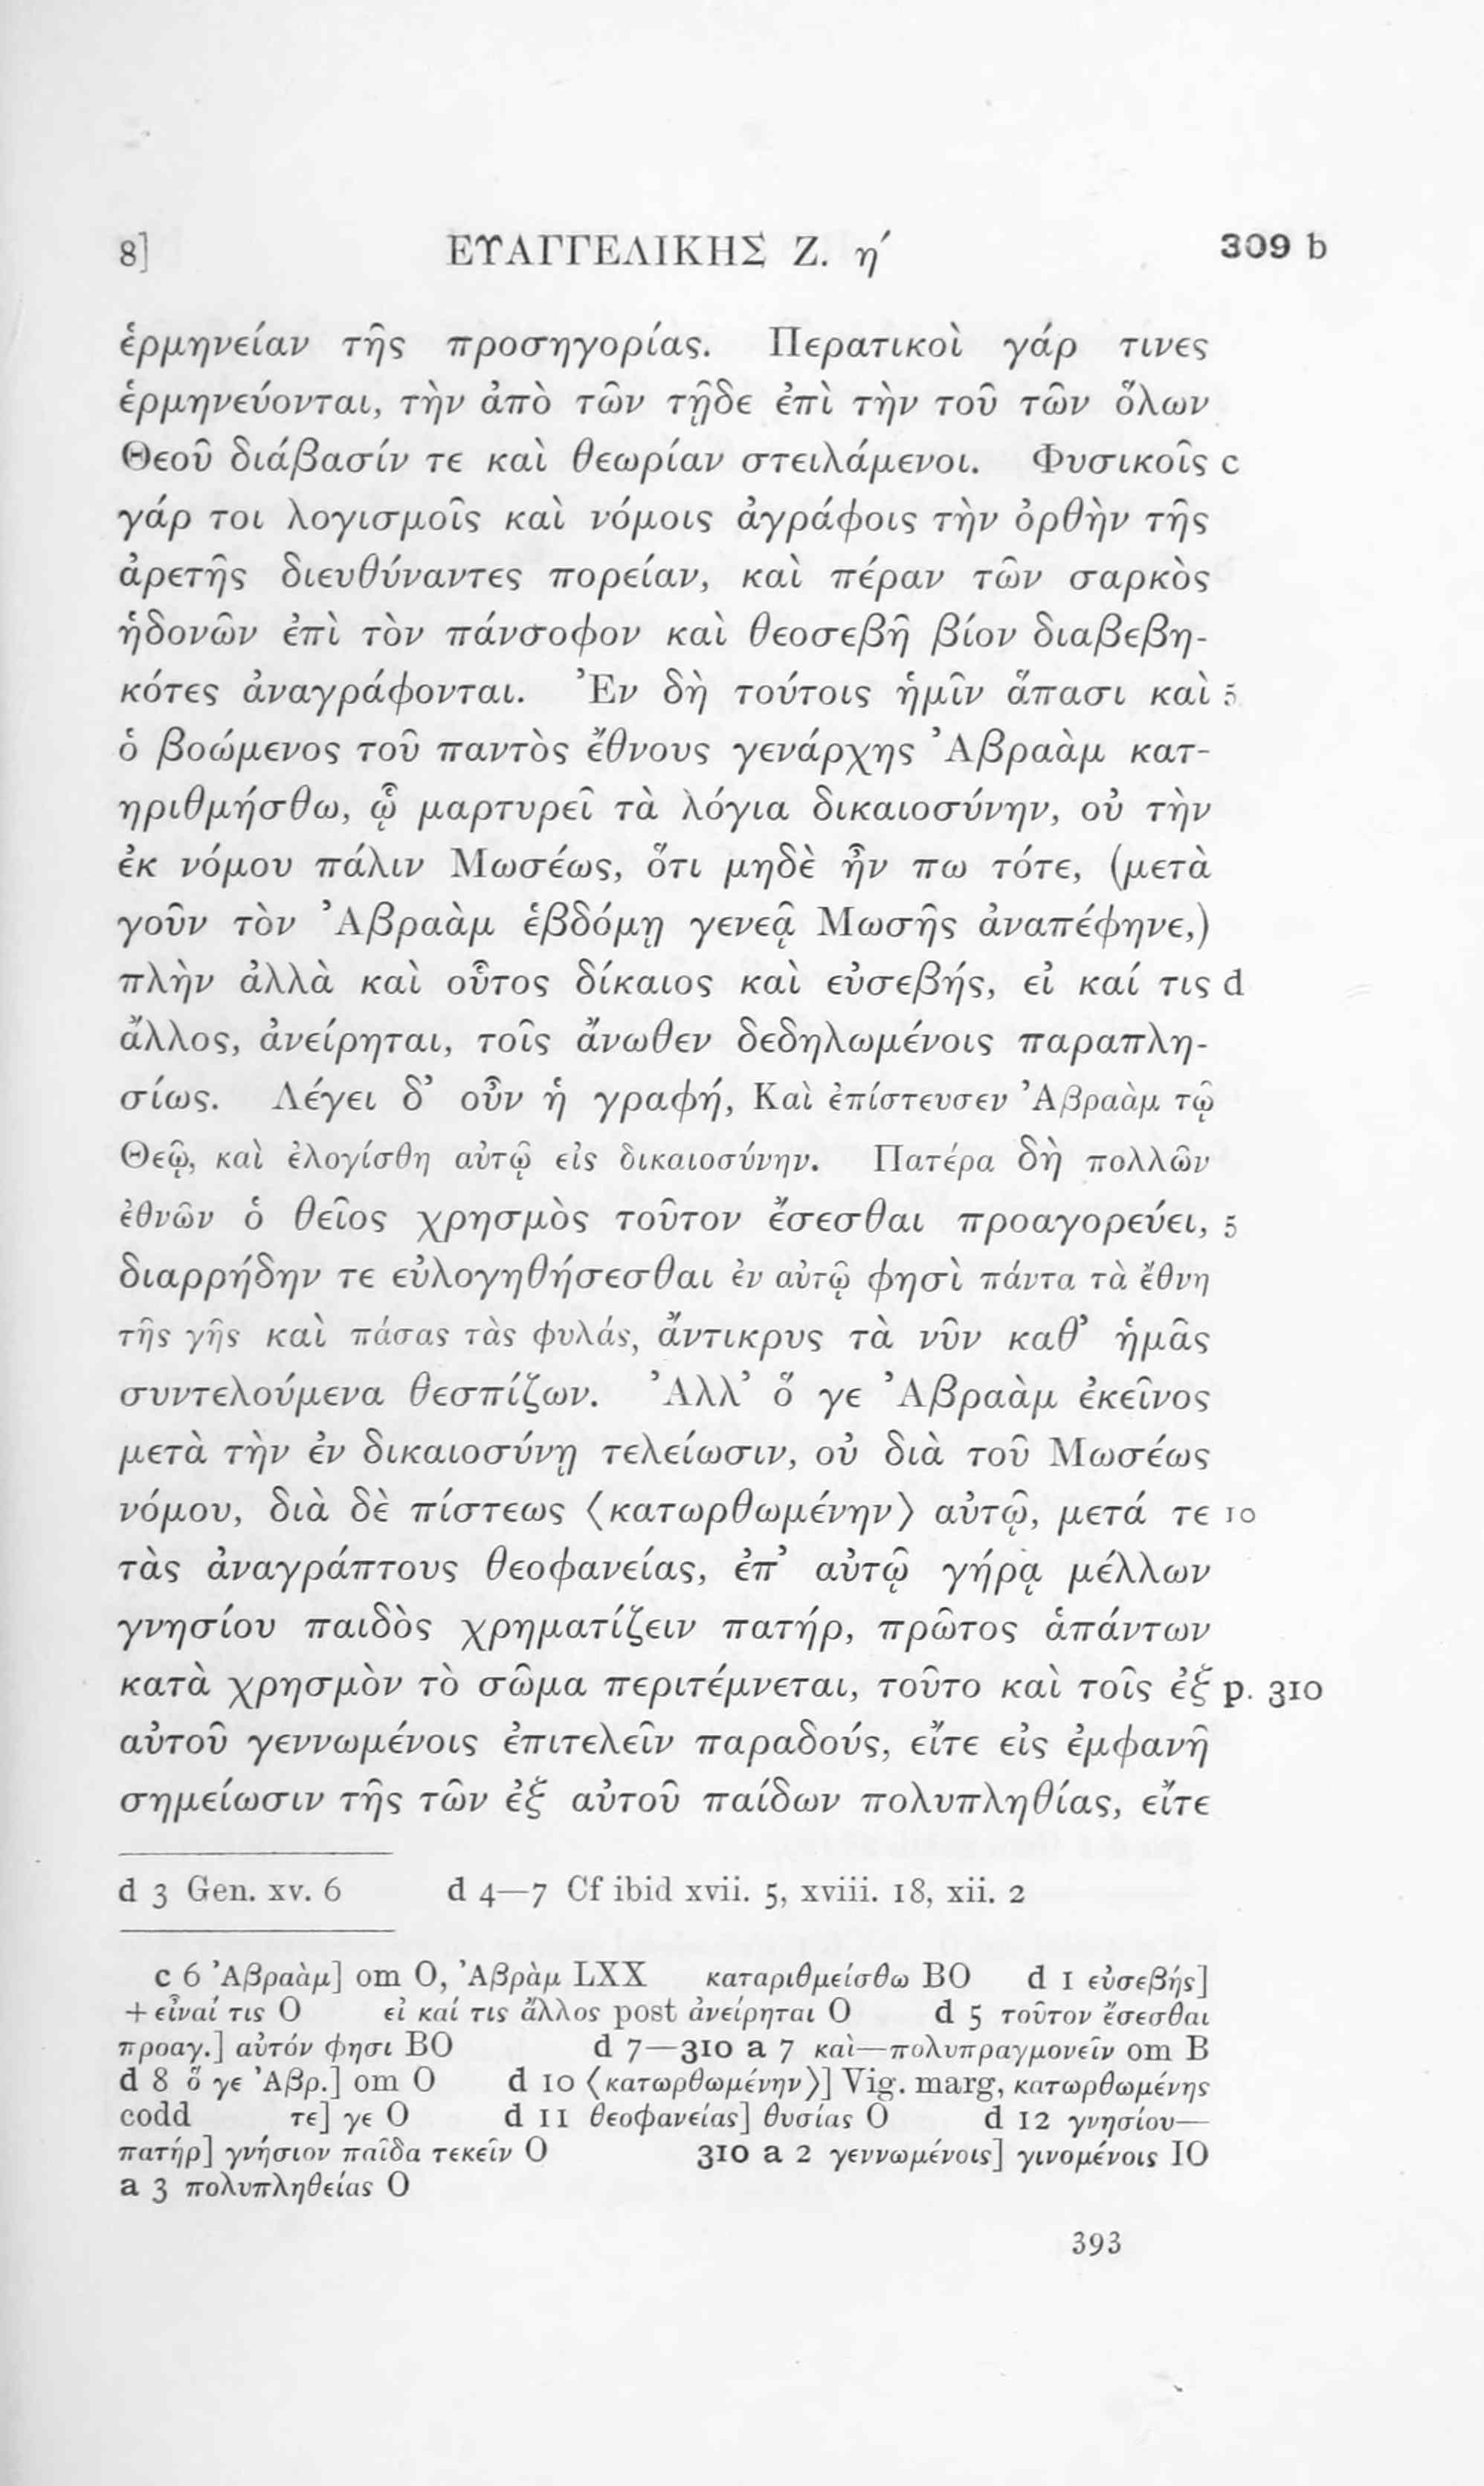 8] ΕΥΑΓΓΕΛΙΚΗΣ Ζ. η΄ 309 b
ἑρμηνείαν τῆς προσηγορίας. Περατικοὶ γάρ τινες
ἑρμηνεύονται, τὴν ἀπὸ τῶν τῇδε ἐπὶ τὴν τοῦ τῶν ὅλων
Θεοῦ διάβασίν τε καὶ θεωρίαν στειλάμενοι. Φυσικοῖς c
γάρ τοι λογισμοῖς καὶ νόμοις ἀγράφοις τὴν ὀρθὴν τῆς
ἀρετῆς διευθύναντες πορείαν, καὶ πέραν τῶν σαρκὸς
ἡδονῶν ἐπὶ τὸν πάνσοφον καὶ θεοσεβῆ βίον διαβεβη-
κότες ἀναγράφονται. Ἐν δὴ τούτοις ἡμῖν ἅπασι καὶ 5
ὁ βοώμενος τοῦ παντὸς ἔθνους γενάρχης Ἀβραὰμ κατ-
ηριθμήσθω, ᾧ μαρτυρεῖ τὰ λόγια δικαιοσύνην, οὐ τὴν
ἐκ νόμου πάλιν Μωσέως, ὅτι μηδὲ ἦν πω τότε, (μετὰ
γοῦν τὸν Ἀβραὰμ ἑβδόμῃ γενεᾷ Μωσῆς ἀναπέφηνε,)
πλὴν ἀλλὰ καὶ οὗτος δίκαιος καὶ εὐσεβής, εἰ καί τις d
ἄλλος, ἀνείρηται, τοῖς ἄνωθεν δεδηλωμένοις παραπλη-
σίως. Λέγει δ᾽ οὖν ἡ γραφή, Καὶ ἐπίστευσεν Ἀβραὰμ τῷ
Θεῷ, καὶ ἐλογίσθη αὐτῷ εἰς δικαιοσύνην. Πατέρα δὴ πολλῶν
ἐθνῶν ὁ θεῖος χρησμὸς τοῦτον ἔσεσθαι προαγορεύει, 5
διαρρήδην τε εὐλογηθήσεσθαι ἐν αὐτῷ φησὶ πάντα τὰ ἔθνη
τῆς γῆς καὶ πάσας τὰς φυλάς, ἄντικρυς τὰ νῦν καθ᾽ ἡμᾶς
συντελούμενα θεσπίζων. Ἀλλ᾽ ὅ γε Ἀβραὰμ ἐκεῖνος
μετὰ τὴν ἐν δικαιοσύνῃ τελείωσιν, οὐ διὰ τοῦ Μωσέως
νόμου, διὰ δὲ πίστεως ⟨κατωρθωμένην⟩ αὐτῷ, μετά τε 10
τὰς ἀναγράπτους θεοφανείας, ἐπ᾽ αὐτῷ γήρᾳ μέλλων
γνησίου παιδὸς χρηματίζειν πατήρ, πρῶτος ἁπάντων
κατὰ χρησμὸν τὸ σῶμα περιτέμνεται, τοῦτο καὶ τοῖς ἐξ p. 310
αὐτοῦ γεννωμένοις ἐπιτελεῖν παραδούς, εἴτε εἰς ἐμφανῆ
σημείωσιν τῆς τῶν ἐξ αὐτοῦ παίδων πολυπληθίας, εἴτε
d 3 Gen. xv. 6 d 4—7 Cf ibid xvii. 5, xviii. 18, xii. 2
c 6 Ἀβραὰμ] om O, Ἀβρὰμ LXX καταριθμείσθω BO d 1 εὐσεβής]
+ εἶναί τις O εἰ καί τις ἄλλος post ἀνείρηται O d 5 τοῦτον ἔσεσθαι
προαγ.] αὐτόν φησι BO d 7—310 a 7 καὶ—πολυπραγμονεῖν om B
d 8 ὅ γε Ἀβρ.] om O d 10 ⟨κατωρθωμένην⟩] Vig. marg, κατωρθωμένης
codd τε] γε O d 11 θεοφανείας] θυσίας O d 12 γνησίου—
πατήρ] γνήσιον παῖδα τεκεῖν O 310 a 2 γεννωμένοις] γινομένοις IO
a 3 πολυπληθείας O
393